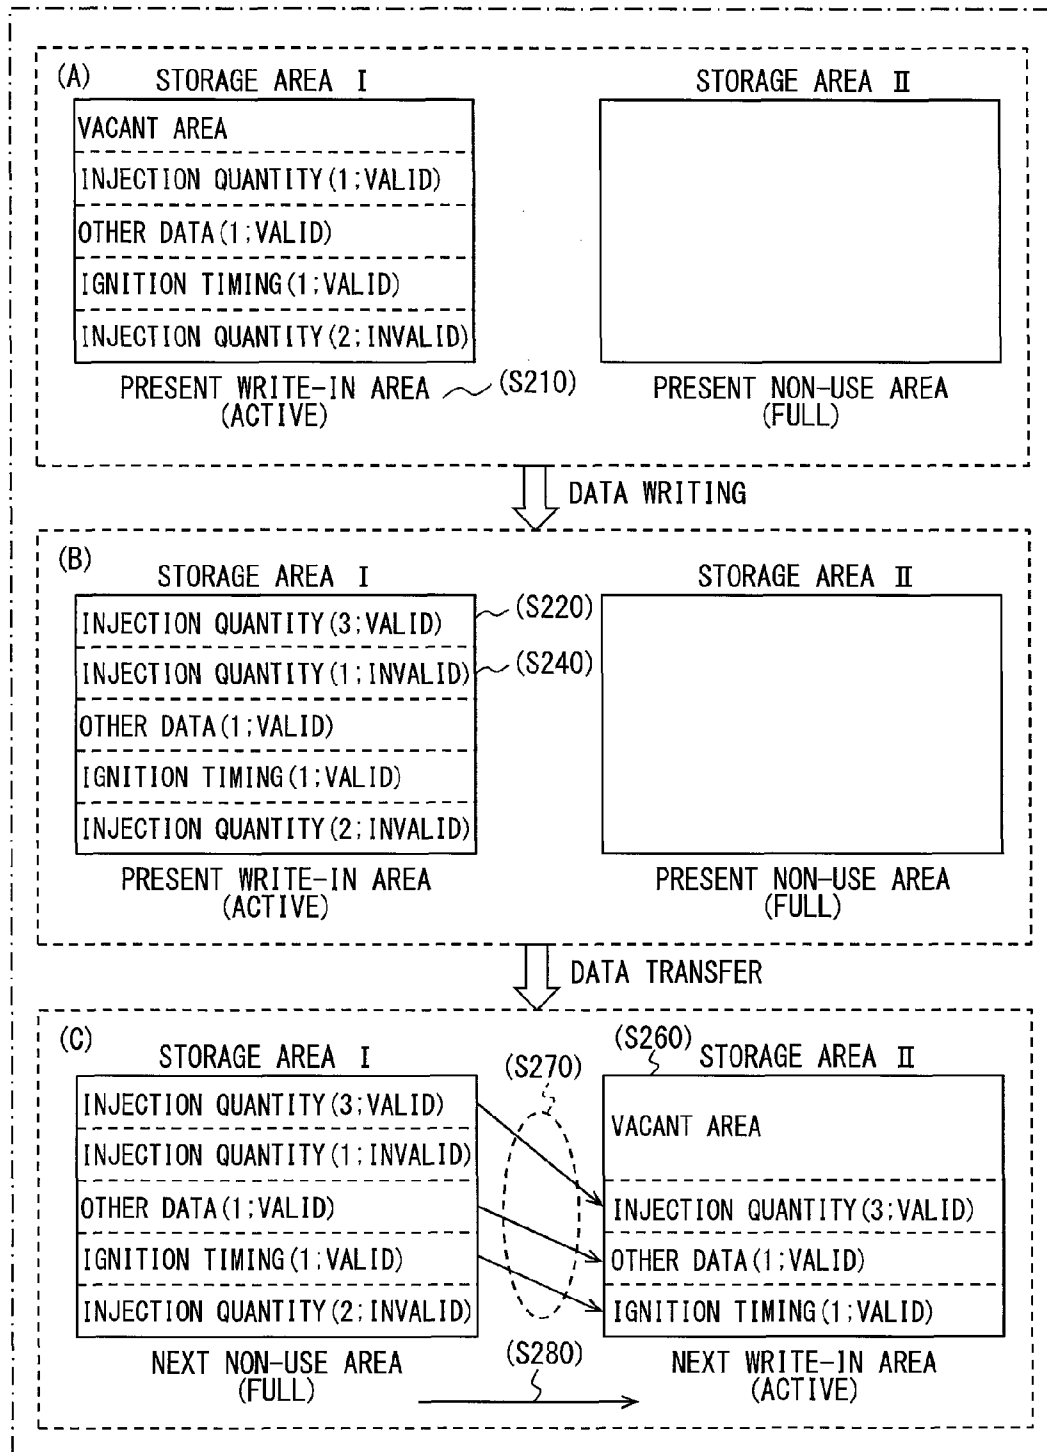 (A)
STORAGE AREA Ⅰ
STORAGE AREA Ⅱ
VACANT AREA
INJECTION QUANTITY(1;VALID)
OTHER DATA(1;VALID)
IGNITION TIMING(1;VALID)
INJECTION QUANTITY(2;INVALID)
PRESENT WRITE-IN AREA
(ACTIVE)
(S210)
PRESENT NON-USE AREA
(FULL)
DATA WRITING
(B)
STORAGE AREA Ⅰ
STORAGE AREA Ⅱ
INJECTION QUANTITY(3;VALID)
(S220)
INJECTION QUANTITY(1;INVALID)
(S240)
OTHER DATA(1;VALID)
IGNITION TIMING(1;VALID)
INJECTION QUANTITY(2;INVALID)
PRESENT WRITE-IN AREA
(ACTIVE)
PRESENT NON-USE AREA
(FULL)
DATA TRANSFER
(C)
STORAGE AREA Ⅰ
(S270)
(S260)
STORAGE AREA Ⅱ
INJECTION QUANTITY(3;VALID)
INJECTION QUANTITY(1;INVALID)
OTHER DATA(1;VALID)
IGNITION TIMING(1;VALID)
INJECTION QUANTITY(2;INVALID)
VACANT AREA
INJECTION QUANTITY(3;VALID)
OTHER DATA(1;VALID)
IGNITION TIMING(1;VALID)
NEXT NON-USE AREA
(FULL)
(S280)
NEXT WRITE-IN AREA
(ACTIVE)